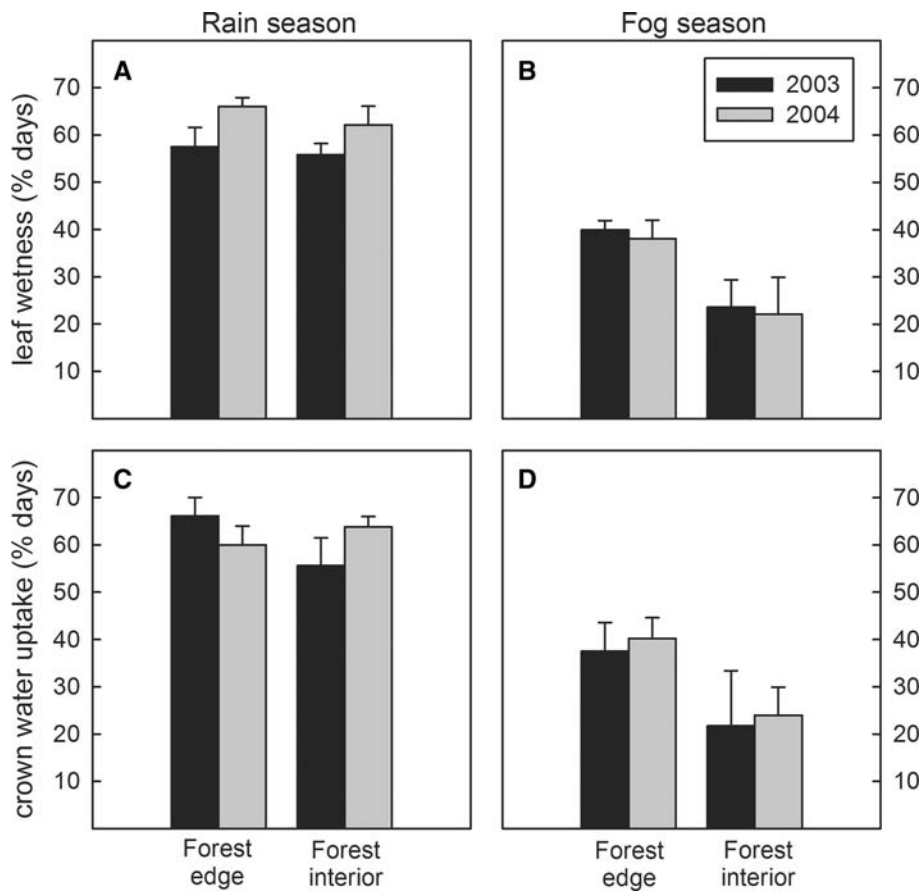 Rain season
Fog season
A
B
2003
2004
leaf wetness (% days)
70
60
50
40
30
20
10
70
60
50
40
30
20
10
C
D
crown water uptake (% days)
70
60
50
40
30
20
10
70
60
50
40
30
20
10
Forest
edge
Forest
interior
Forest
edge
Forest
interior